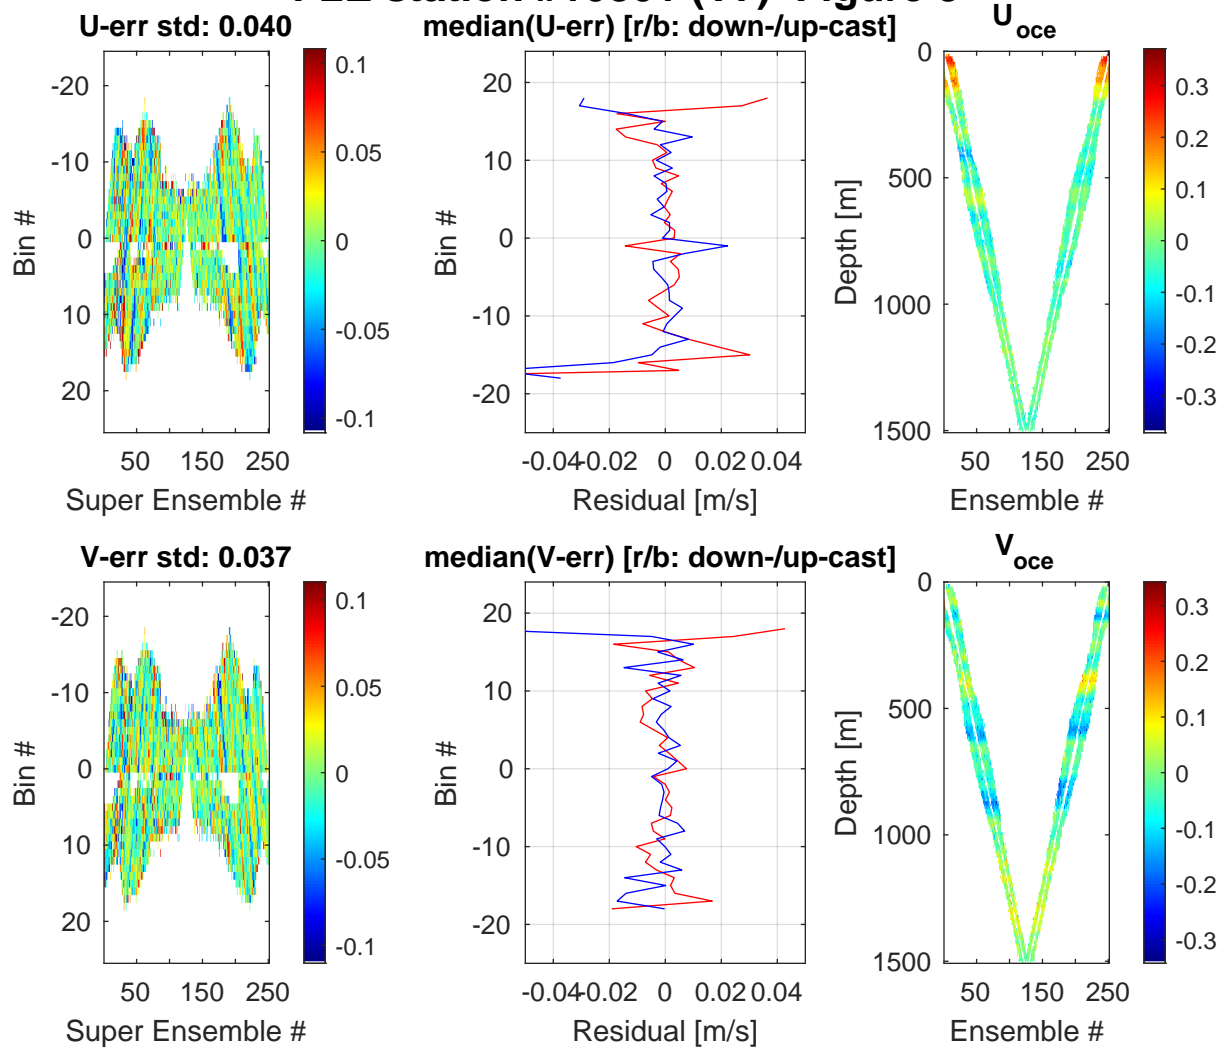 U-err std: 0.040
median(U-err) [r/b: down-/up-cast]
U oce
-20
-10
0
10
20
Bin #
50 150 250
Super Ensemble #
0.1
0.05
0
-0.05
-0.1
20
10
0
-10
-20
Bin #
-0.04 -0.02 0 0.02 0.04
Residual [m/s]
0
500
1000
1500
Depth [m]
50 150 250
Ensemble #
0.3
0.2
0.1
0
-0.1
-0.2
-0.3
V-err std: 0.037
median(V-err) [r/b: down-/up-cast]
V oce
-20
-10
0
10
20
Bin #
50 150 250
Super Ensemble #
0.1
0.05
0
-0.05
-0.1
20
10
0
-10
-20
Bin #
-0.04 -0.02 0 0.02 0.04
Residual [m/s]
0
500
1000
1500
Depth [m]
50 150 250
Ensemble #
0.3
0.2
0.1
0
-0.1
-0.2
-0.3